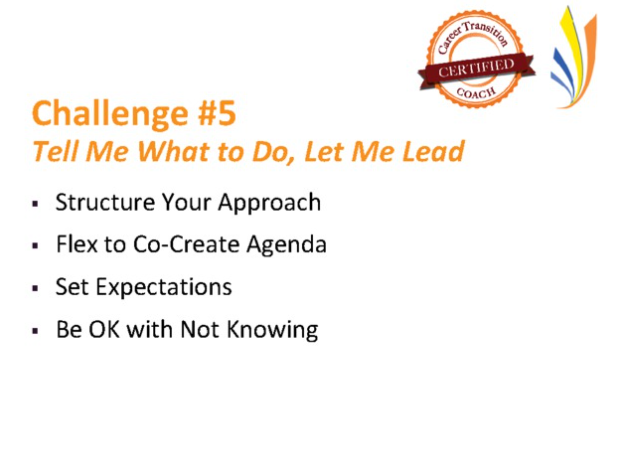 Career Transition
CERTIFIED
COACH
Challenge #5
Tell Me What to Do, Let Me Lead
Structure Your Approach
Flex to Co-Create Agenda
Set Expectations
Be OK with Not Knowing